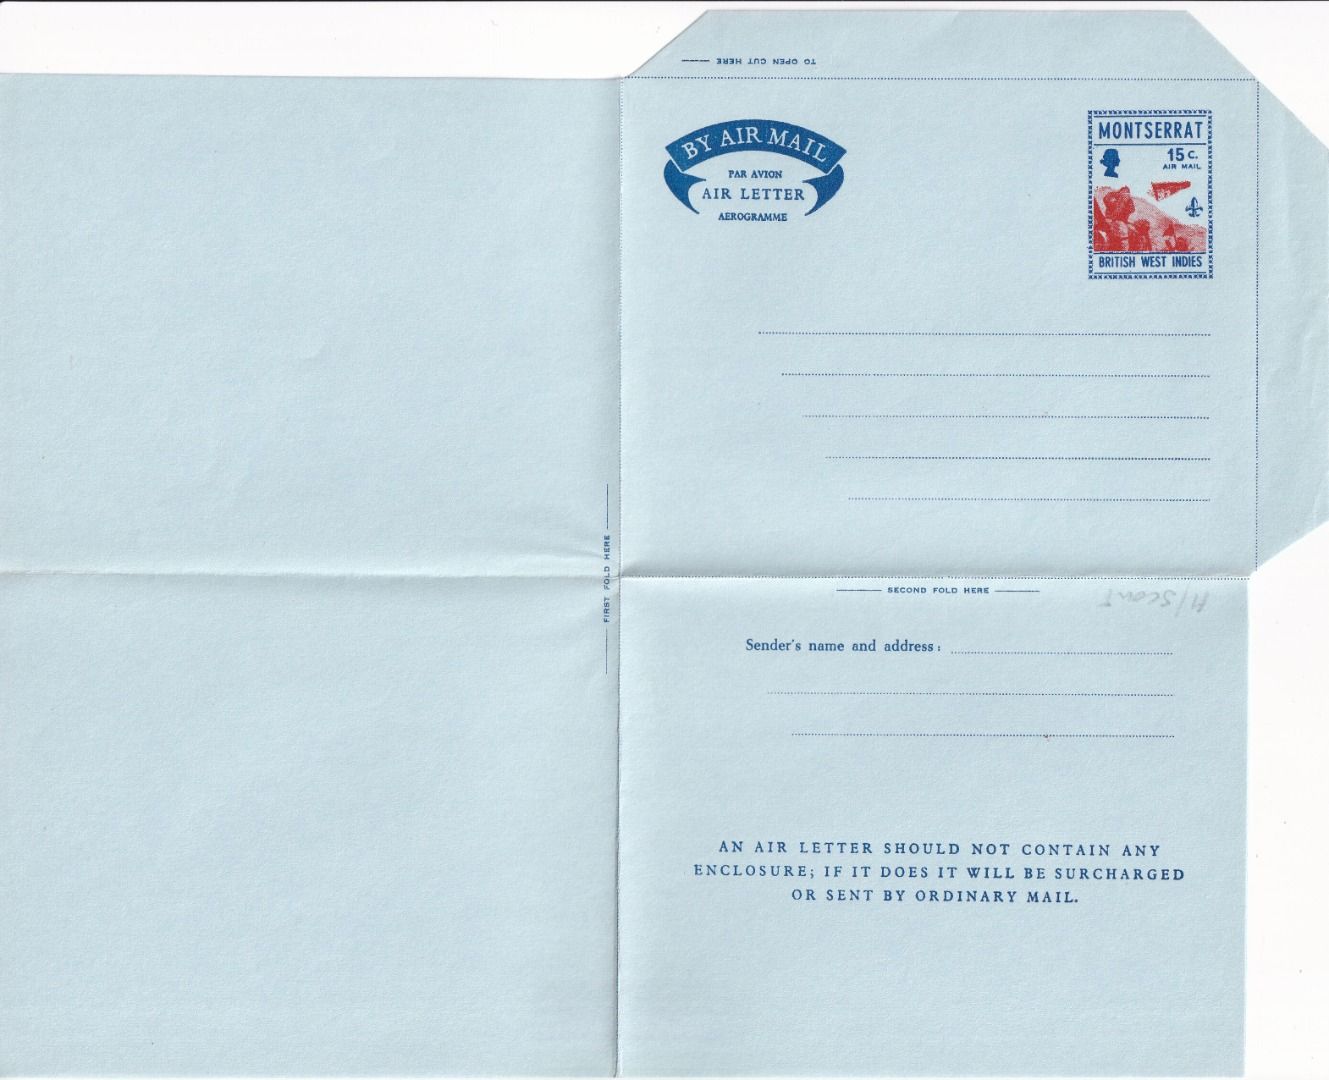 TO OPEN CUT HERE
BY AIR MAIL
PAR AVION
AIR LETTER
AEROGRAMME
MONTSERRAT
15 c.
AIR MAIL
BRITISH WEST INDIES
FIRST FOLD HERE
SECOND FOLD HERE
A/Scout
Sender's name and address:
AN AIR LETTER SHOULD NOT CONTAIN ANY
ENCLOSURE; IF IT DOES IT WILL BE SURCHARGED
OR SENT BY ORDINARY MAIL.